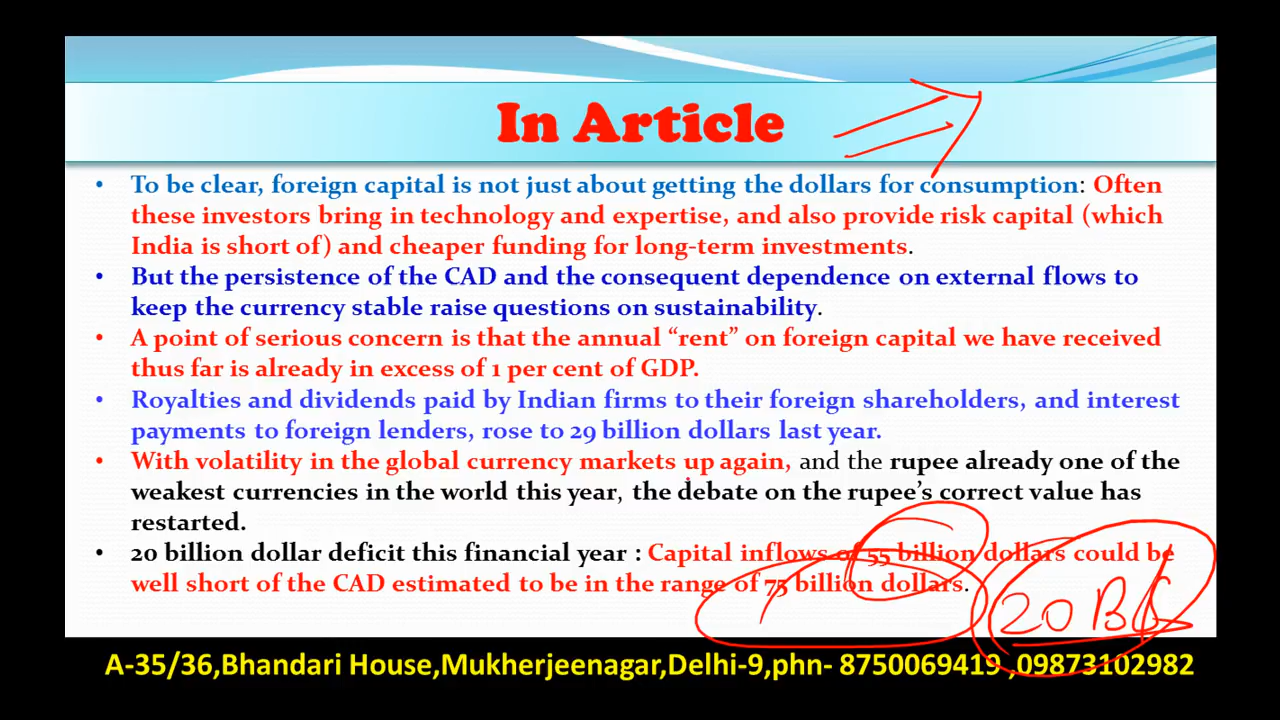 In Article
• To be clear, foreign capital is not just about getting the dollars for consumption: Often
these investors bring in technology and expertise, and also provide risk capital (which
India is short of) and cheaper funding for long-term investments.
• But the persistence of the CAD and the consequent dependence on external flows to
keep the currency stable raise questions on sustainability.
• A point of serious concern is that the annual “rent” on foreign capital we have received
thus far is already in excess of 1 per cent of GDP.
• Royalties and dividends paid by Indian firms to their foreign shareholders, and interest
payments to foreign lenders, rose to 29 billion dollars last year.
• With volatility in the global currency markets up again, and the rupee already one of the
weakest currencies in the world this year, the debate on the rupee’s correct value has
restarted.
• 20 billion dollar deficit this financial year : Capital inflows of 55 billion dollars could be
well short of the CAD estimated to be in the range of 75 billion dollars.
20 B$
A-35/36,Bhandari House,Mukherjeenagar,Delhi-9,phn- 8750069419 ,09873102982